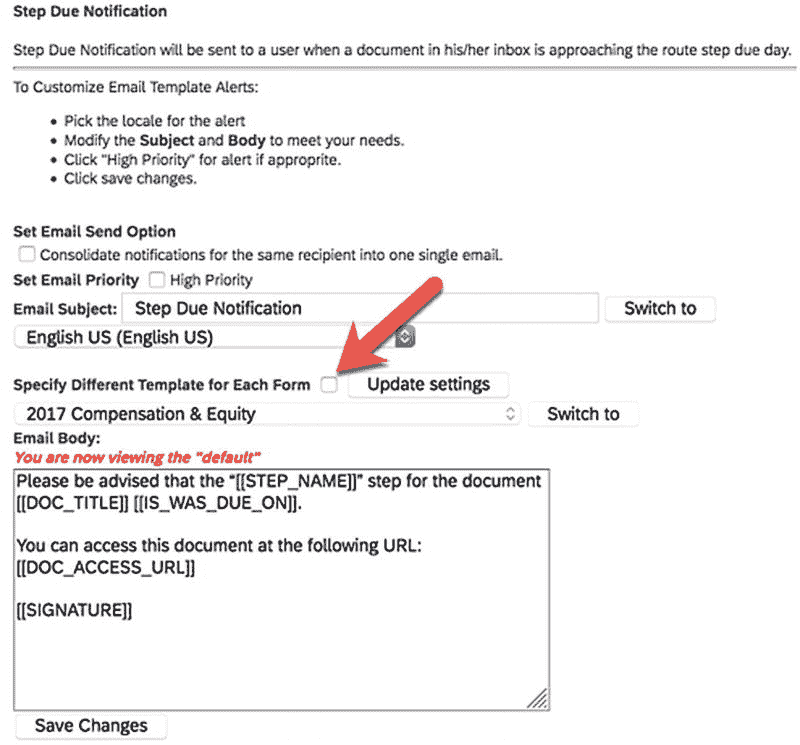 Step Due Notification
Step Due Notification will be sent to a user when a document in his/her inbox is approaching the route step due day.
To Customize Email Template Alerts:
• Pick the locale for the alert
• Modify the Subject and Body to meet your needs.
• Click "High Priority" for alert if approprite.
• Click save changes.
Set Email Send Option
Consolidate notifications for the same recipient into one single email.
Set Email Priority High Priority
Email Subject: Step Due Notification Switch to
English US (English US)
Specify Different Template for Each Form Update settings
2017 Compensation & Equity Switch to
Email Body:
You are now viewing the "default"
Please be advised that the “[[STEP_NAME]]” step for the document
[[DOC_TITLE]] [[IS_WAS_DUE_ON]].
You can access this document at the following URL:
[[DOC_ACCESS_URL]]
[[SIGNATURE]]
Save Changes